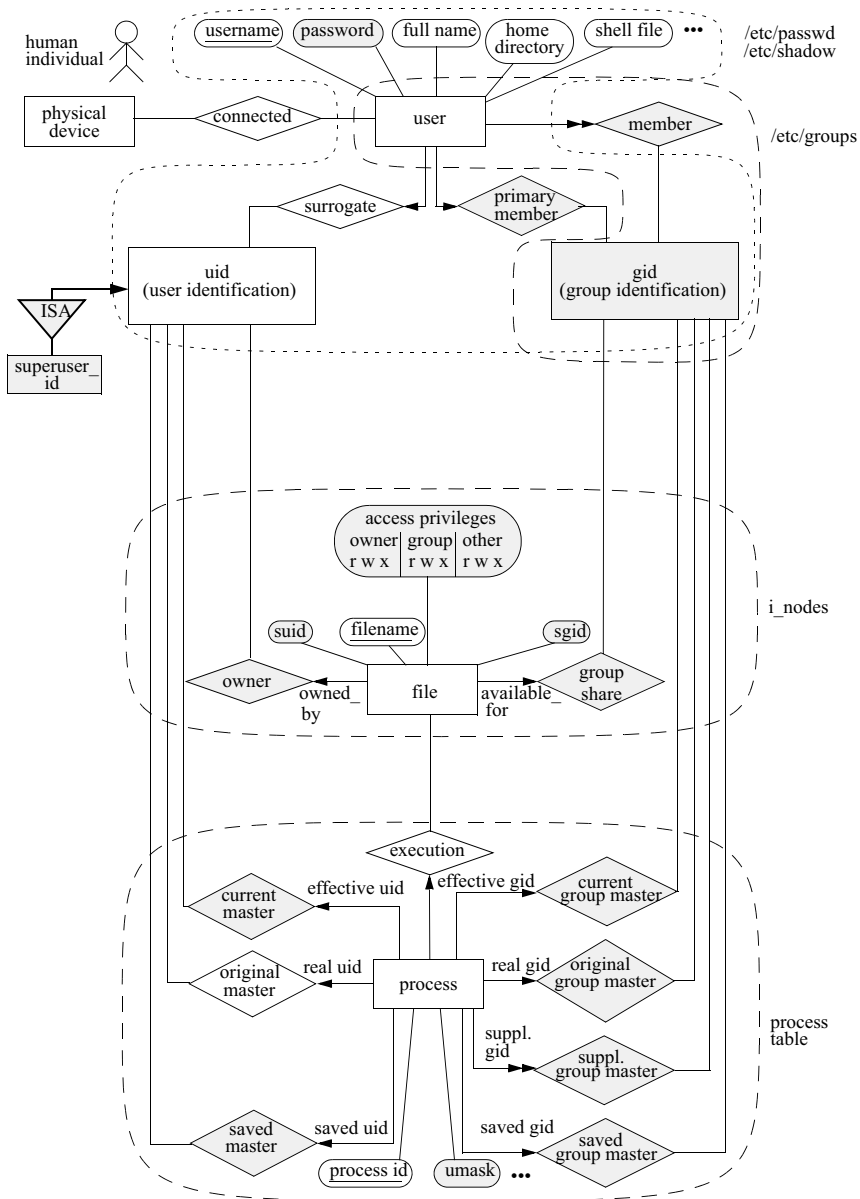 human
individual
username
password
full name
home
directory
shell file
•••
/etc/passwd
/etc/shadow
physical
device
connected
user
member
/etc/groups
surrogate
primary
member
uid
(user identification)
gid
(group identification)
ISA
superuser_
id
access privileges
owner group other
r w x r w x r w x
i_nodes
suid
filename
sgid
owner
owned_
by
file
available_
for
group
share
execution
current
master
effective uid
effective gid
current
group master
original
master
real uid
process
real gid
original
group master
process
table
suppl.
gid
suppl.
group master
saved
master
saved uid
saved gid
saved
group master
process id
umask
•••